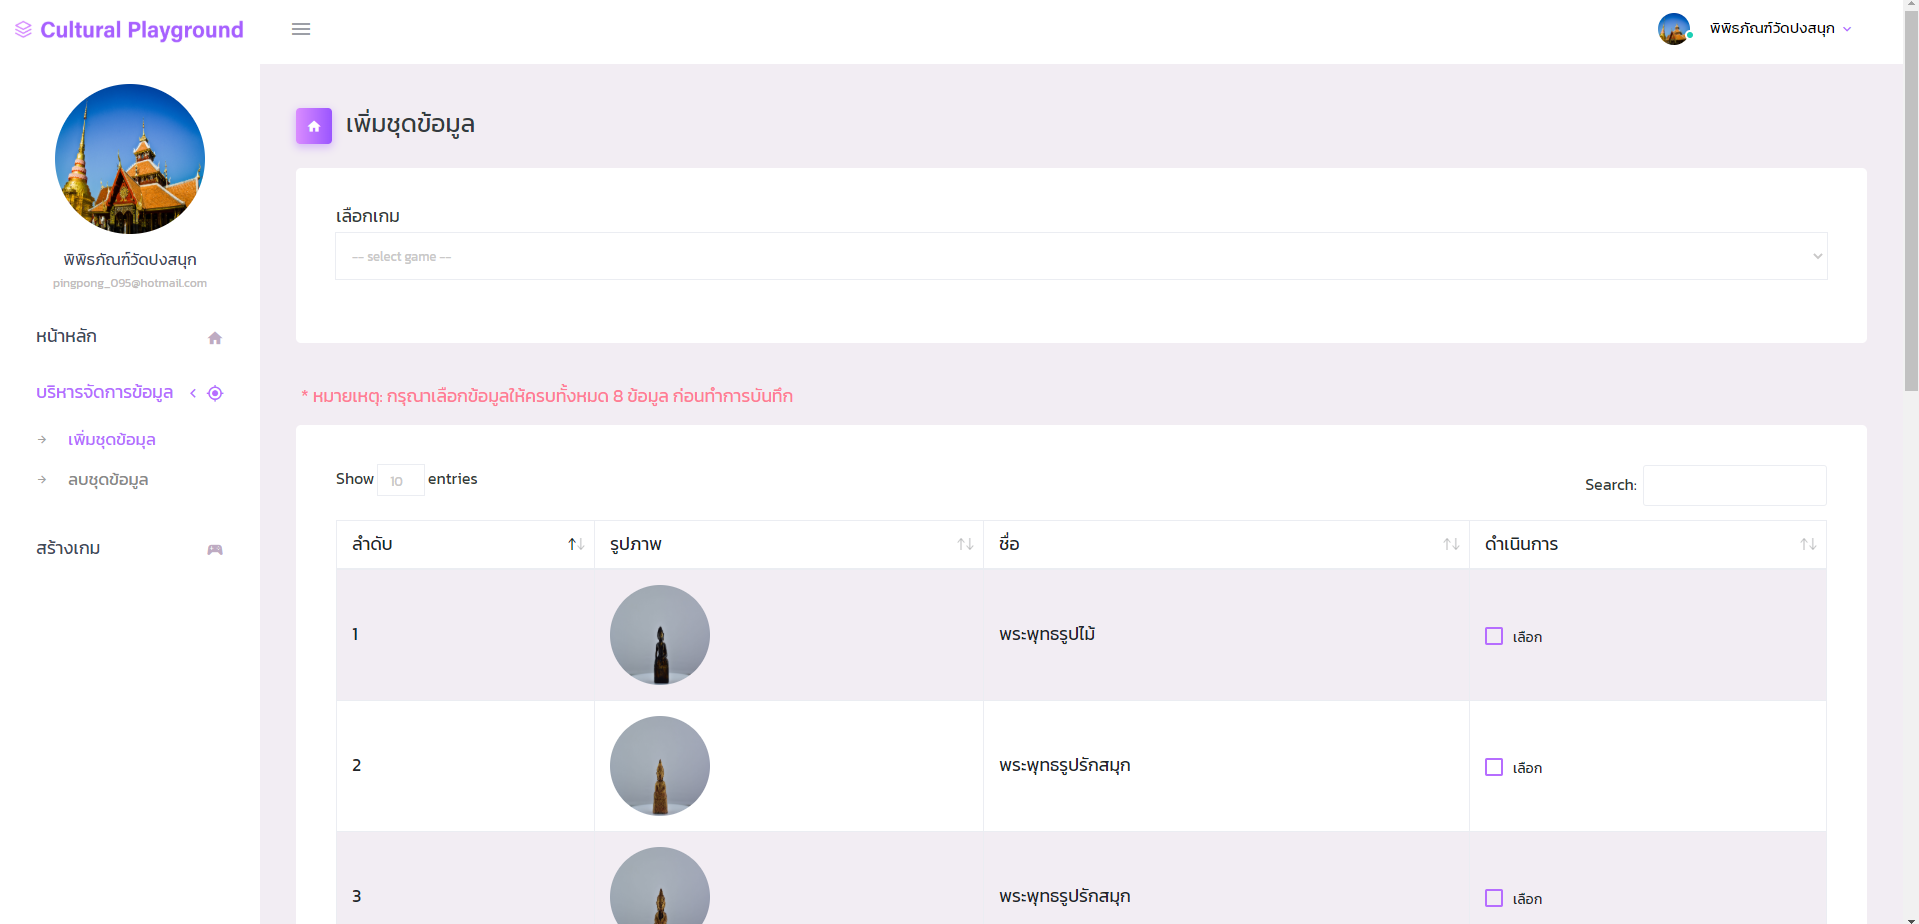 Cultural Playground
พิพิธภัณฑ์วัดปงสนุก
พิพิธภัณฑ์วัดปงสนุก
pingpong_095@hotmail.com
หน้าหลัก
บริหารจัดการข้อมูล
เพิ่มชุดข้อมุล
ลบชุดข้อมูล
สร้างเกม
เพิ่มชุดข้อมูล
เลือกเกม
-- select game --
* หมายเหตุ: กรุณาเลือกข้อมูลให้ครบทั้งหมด 8 ข้อมูล ก่อนทำการบันทึก
Show 10 entries
Search:
ลำดับ รูปภาพ ชื่อ ดำเนินการ
1 พระพุทธรูปไม้ เลือก
2 พระพุทธรูปรักสมุก เลือก
3 พระพุทธรูปรักสมุก เลือก